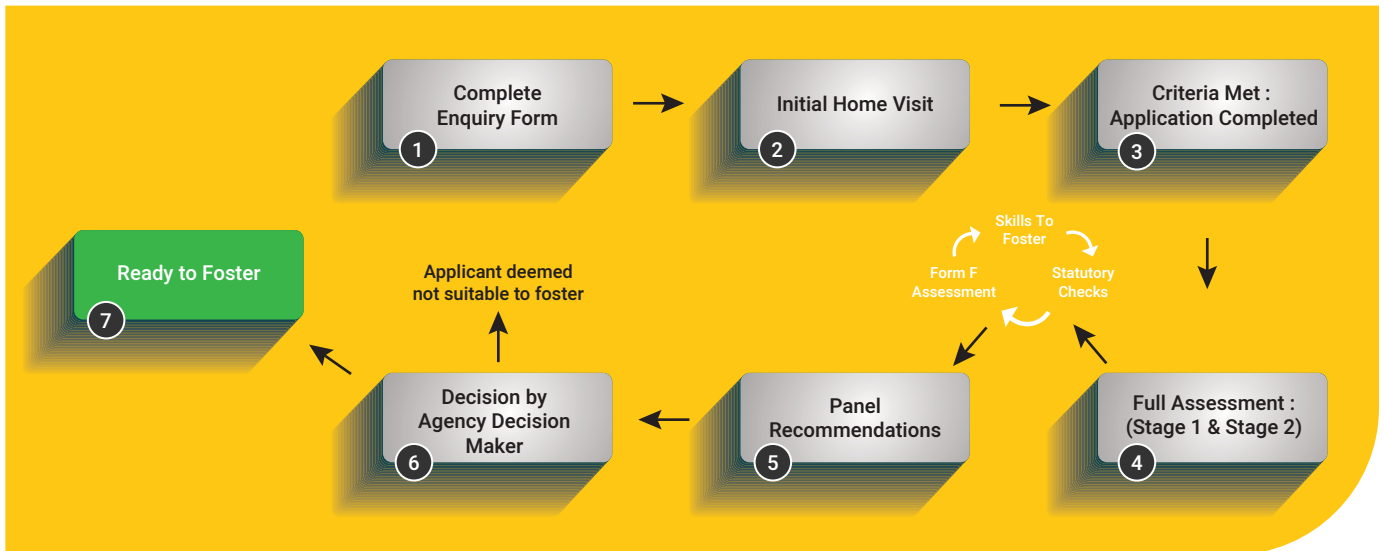 Complete
Enquiry Form
1
Initial Home Visit
2
Criteria Met :
Application Completed
3
Skills To
Foster
Statutory
Checks
Form F
Assessment
Full Assessment :
(Stage 1 & Stage 2)
4
Panel
Recommendations
5
Decision by
Agency Decision
Maker
6
Applicant deemed
not suitable to foster
Ready to Foster
7